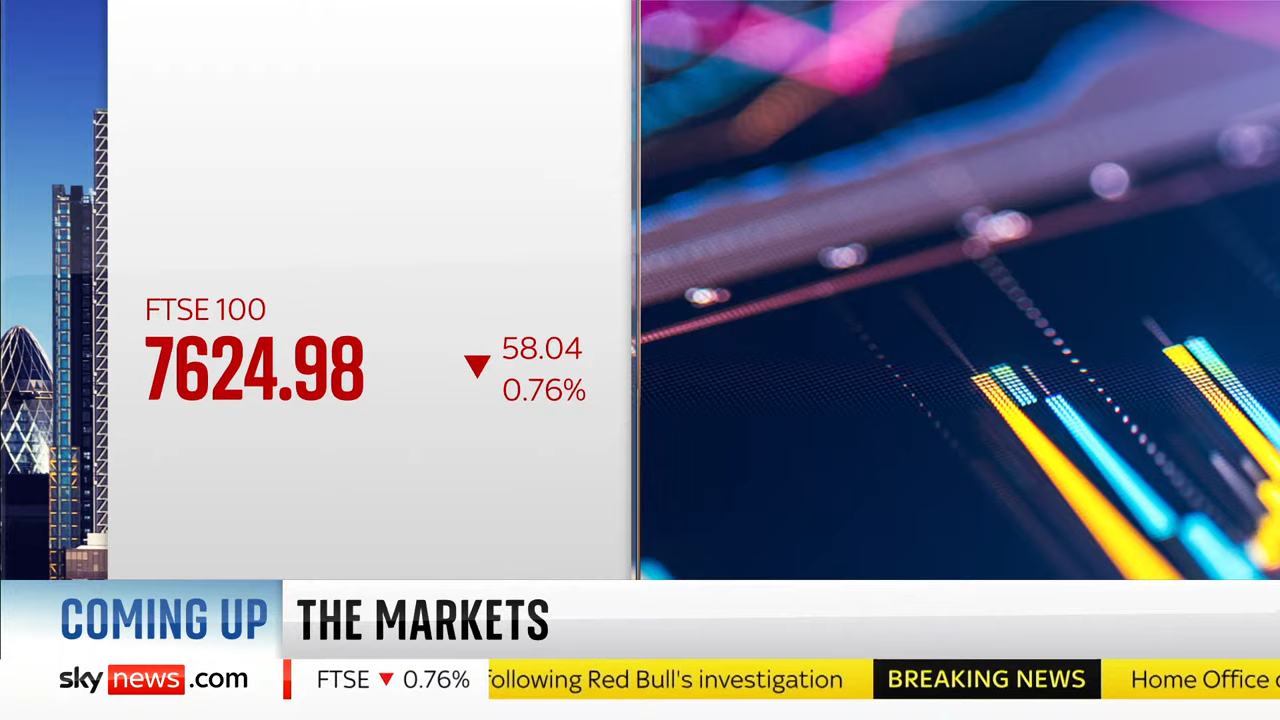 FTSE 100
7624.98
▼ 58.04
0.76%
COMING UP THE MARKETS
sky news.com FTSE ▼ 0.76% following Red Bull's investigation BREAKING NEWS Home Office